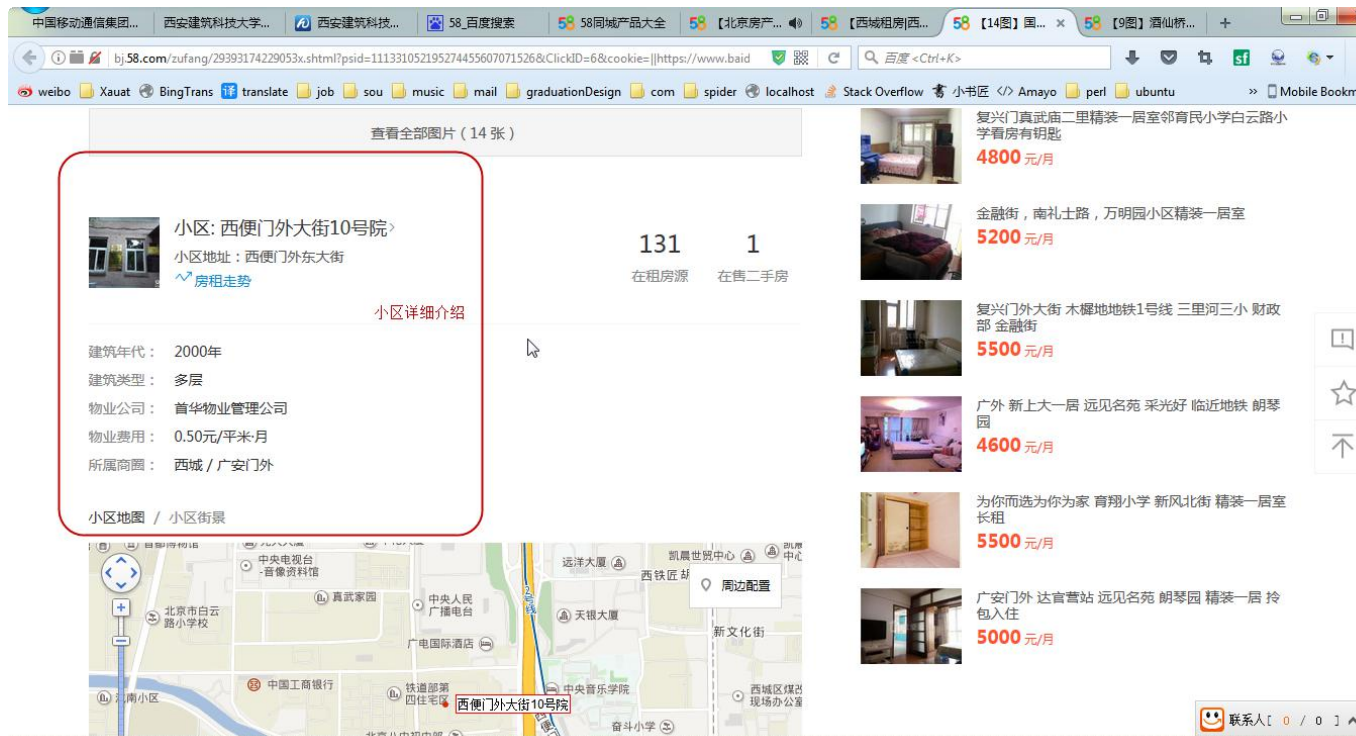 中国移动通信集团...
西安建筑科技大学...
西安建筑科技...
58_百度搜索
58同城产品大全
【北京房产...
【西城租房|西...
【14图】国...
【9图】酒仙桥...
bj.58.com/zufang/29393174229053x.shtml?psid=111331052195274455607071526&ClickID=6&cookie=||https://www.baid
百度 <Ctrl+K>
weibo Xauat BingTrans translate job sou music mail graduationDesign com spider localhost Stack Overflow 小书匠 </> Amayo perl ubuntu » Mobile Bookm
查看全部图片 ( 14 张 )
小区: 西便门外大街10号院>
小区地址：西便门外东大街
房租走势
131
在租房源
1
在售二手房
小区详细介绍
建筑年代： 2000年
建筑类型： 多层
物业公司： 首华物业管理公司
物业费用： 0.50元/平米·月
所属商圈： 西城 / 广安门外
小区地图 / 小区街景
首都博物馆
中央电视台
-音像资料馆
远洋大厦
凯晨世贸中心
西铁匠胡
周边配置
真武家园
中央人民
广播电台
2号线
北京市白云
路小学校
天银大厦
新文化街
广电国际酒店
中国工商银行
铁道部第
四住宅区
中央音乐学院
西便门外大街10号院
西城区煤改
现场办公室
奋斗小学
复兴门真武庙二里精装一居室邻育民小学白云路小
学看房有钥匙
4800 元/月
金融街，南礼士路，万明园小区精装一居室
5200 元/月
复兴门外大街 木樨地地铁1号线 三里河三小 财政
部 金融街
5500 元/月
广外 新上大一居 远见名苑 采光好 临近地铁 朗琴
园
4600 元/月
为你而选为你为家 育翔小学 新风北街 精装一居室
长租
5500 元/月
广安门外 达官营站 远见名苑 朗琴园 精装一居 拎
包入住
5000 元/月
联系人[ 0 / 0 ]